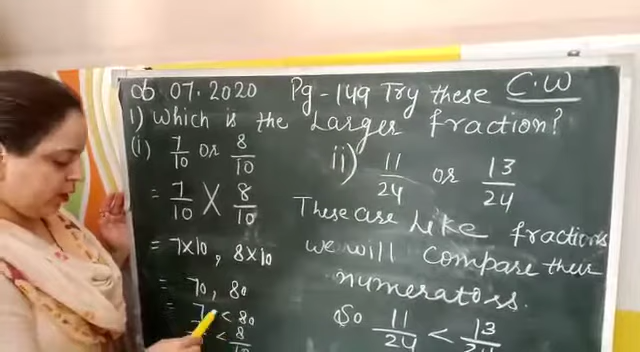 06.07.2020 Pg-149 Try these C.W
1) Which is the Larger fraction?
(i) 7/10 or 8/10
= 7/10 X 8/10
= 7x10, 8x10
= 70, 80
= 70 < 80
< 8/10
ii) 11/24 or 13/24
These are Like fractions
we will compare their
numerators.
So 11/24 < 13/24